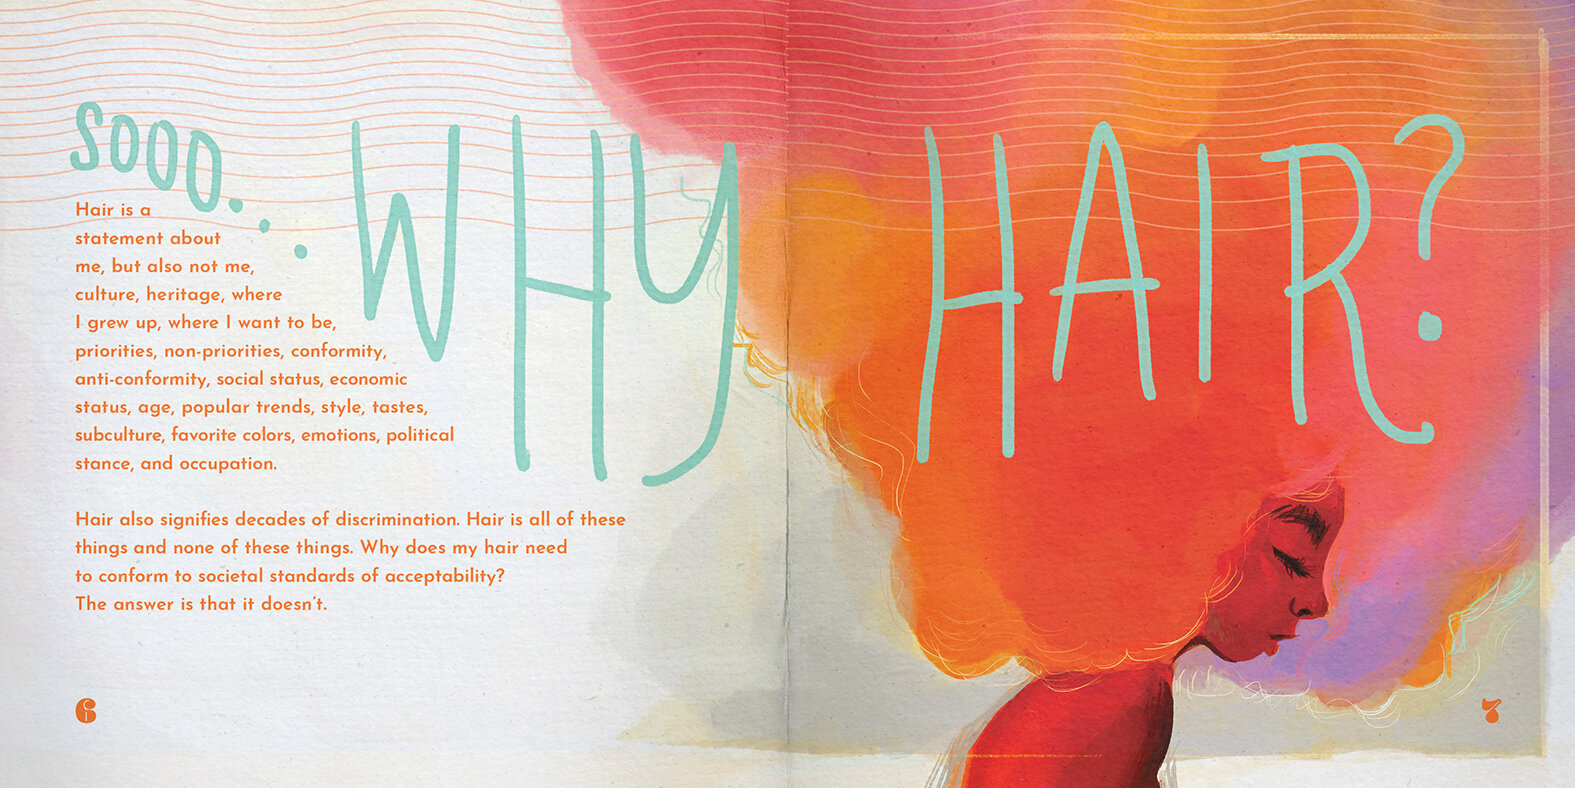 Sooo... WHY HAIR?
Hair is a
statement about
me, but also not me,
culture, heritage, where
I grew up, where I want to be,
priorities, non-priorities, conformity,
anti-conformity, social status, economic
status, age, popular trends, style, tastes,
subculture, favorite colors, emotions, political
stance, and occupation.
Hair also signifies decades of discrimination. Hair is all of these
things and none of these things. Why does my hair need
to conform to societal standards of acceptability?
The answer is that it doesn't.
6
7